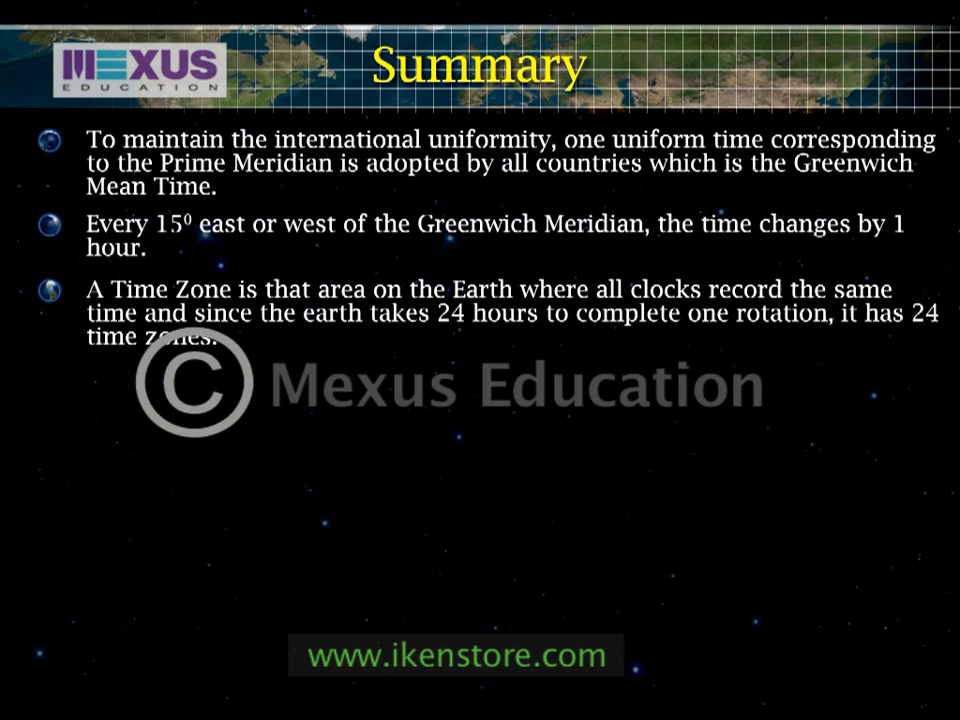 MEXUS
EDUCATION
Summary
To maintain the international uniformity, one uniform time corresponding
to the Prime Meridian is adopted by all countries which is the Greenwich
Mean Time.
Every 15⁰ east or west of the Greenwich Meridian, the time changes by 1
hour.
A Time Zone is that area on the Earth where all clocks record the same
time and since the earth takes 24 hours to complete one rotation, it has 24
time zones.
© Mexus Education
www.ikenstore.com